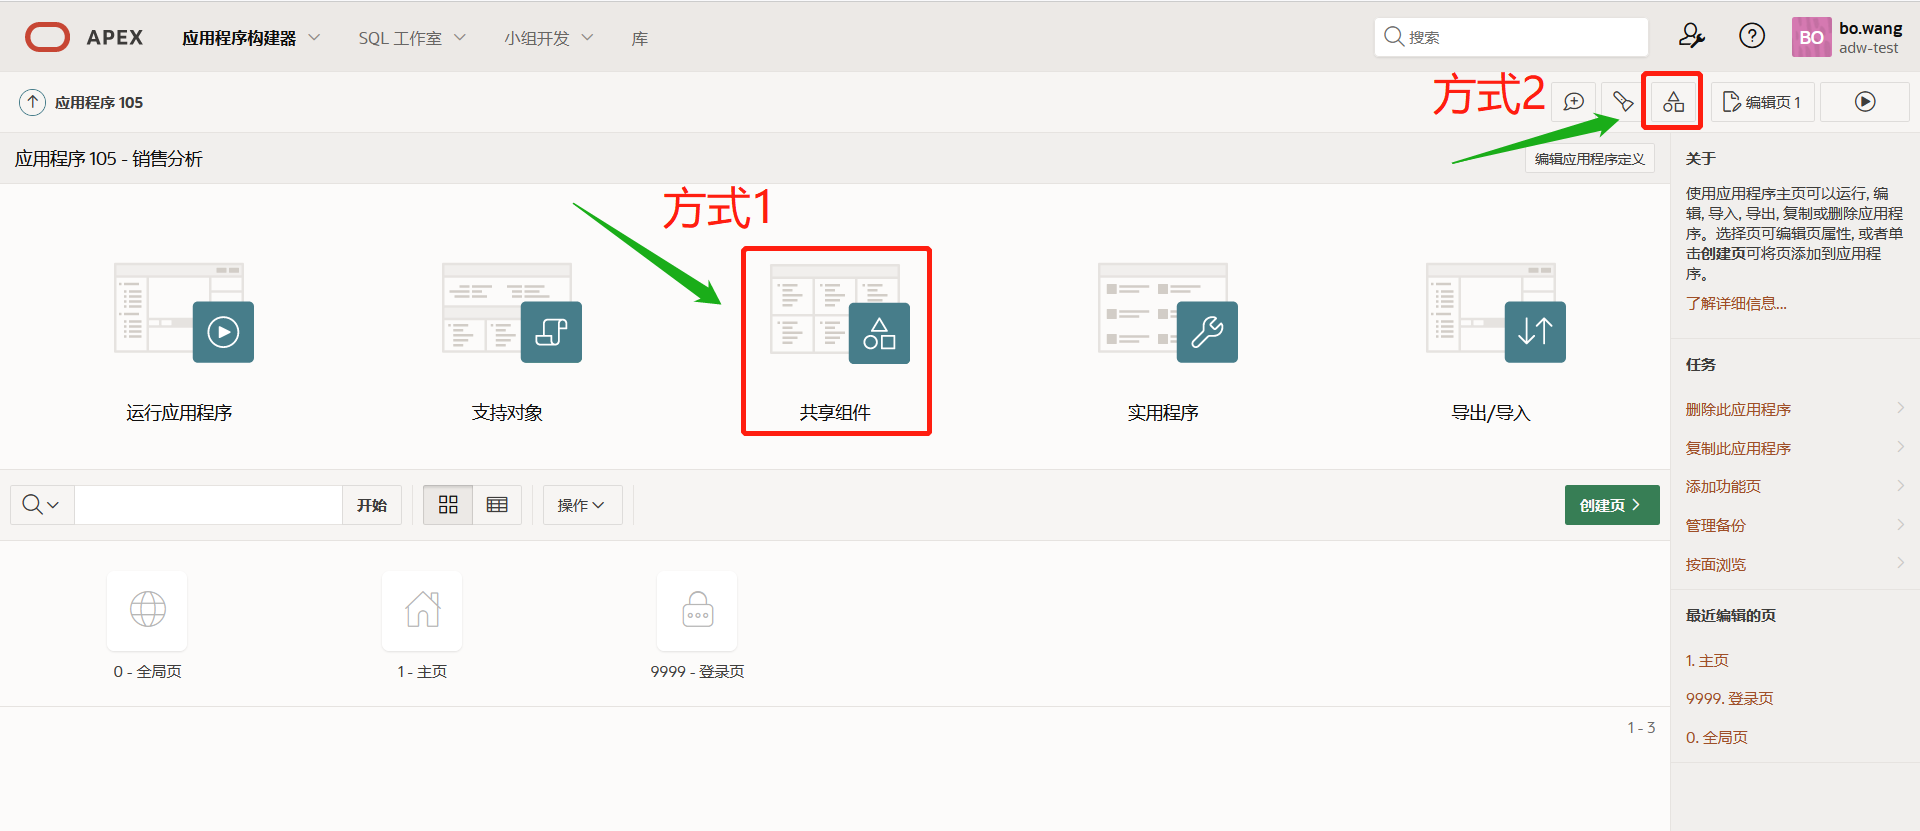 APEX
应用程序构建器
SQL 工作室
小组开发
库
搜索
BO
bo.wang
adw-test
应用程序 105
方式2
编辑页 1
应用程序 105 - 销售分析
编辑应用程序定义
方式1
运行应用程序
支持对象
共享组件
实用程序
导出/导入
开始
操作
创建页
0 - 全局页
1 - 主页
9999 - 登录页
1 - 3
关于
使用应用程序主页可以运行, 编
辑, 导入, 导出, 复制或删除应用程
序。选择页可编辑页属性, 或者单
击创建页可将页添加到应用程
序。
了解详细信息...
任务
删除此应用程序
复制此应用程序
添加功能页
管理备份
按面浏览
最近编辑的页
1. 主页
9999. 登录页
0. 全局页